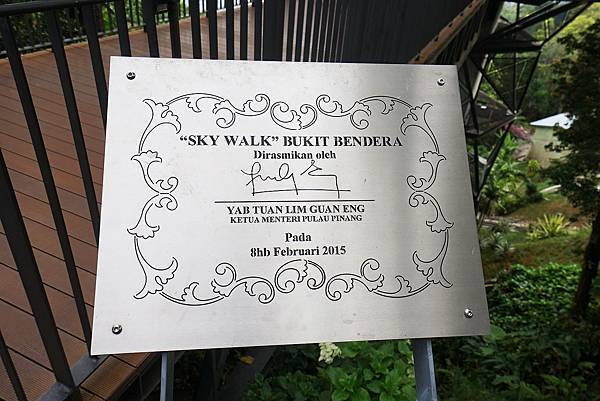 “SKY WALK” BUKIT BENDERA
Dirasmikan oleh
YAB TUAN LIM GUAN ENG
KETUA MENTERI PULAU PINANG
Pada
8hb Februari 2015